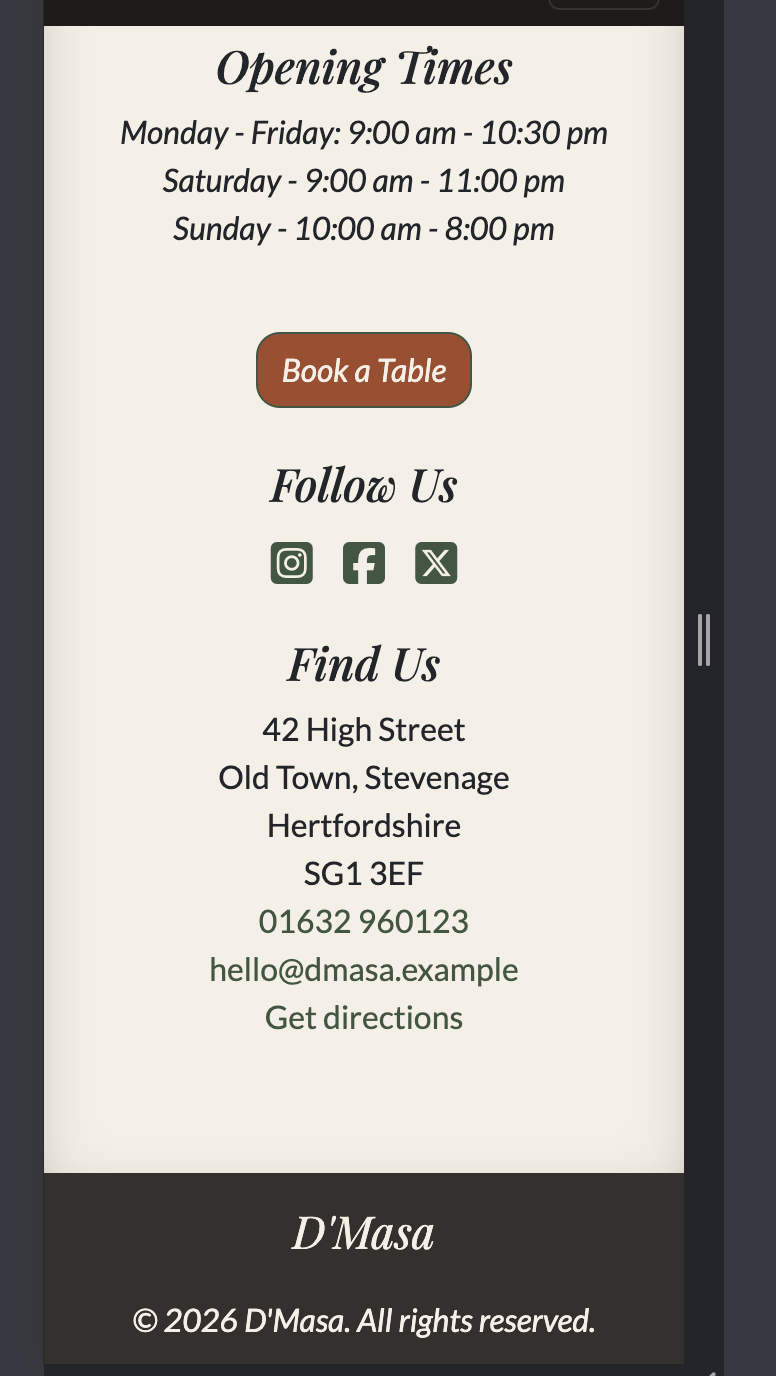 Opening Times
Monday - Friday: 9:00 am - 10:30 pm
Saturday - 9:00 am - 11:00 pm
Sunday - 10:00 am - 8:00 pm
Book a Table
Follow Us
Find Us
42 High Street
Old Town, Stevenage
Hertfordshire
SG1 3EF
01632 960123
hello@dmasa.example
Get directions
D'Masa
© 2026 D'Masa. All rights reserved.